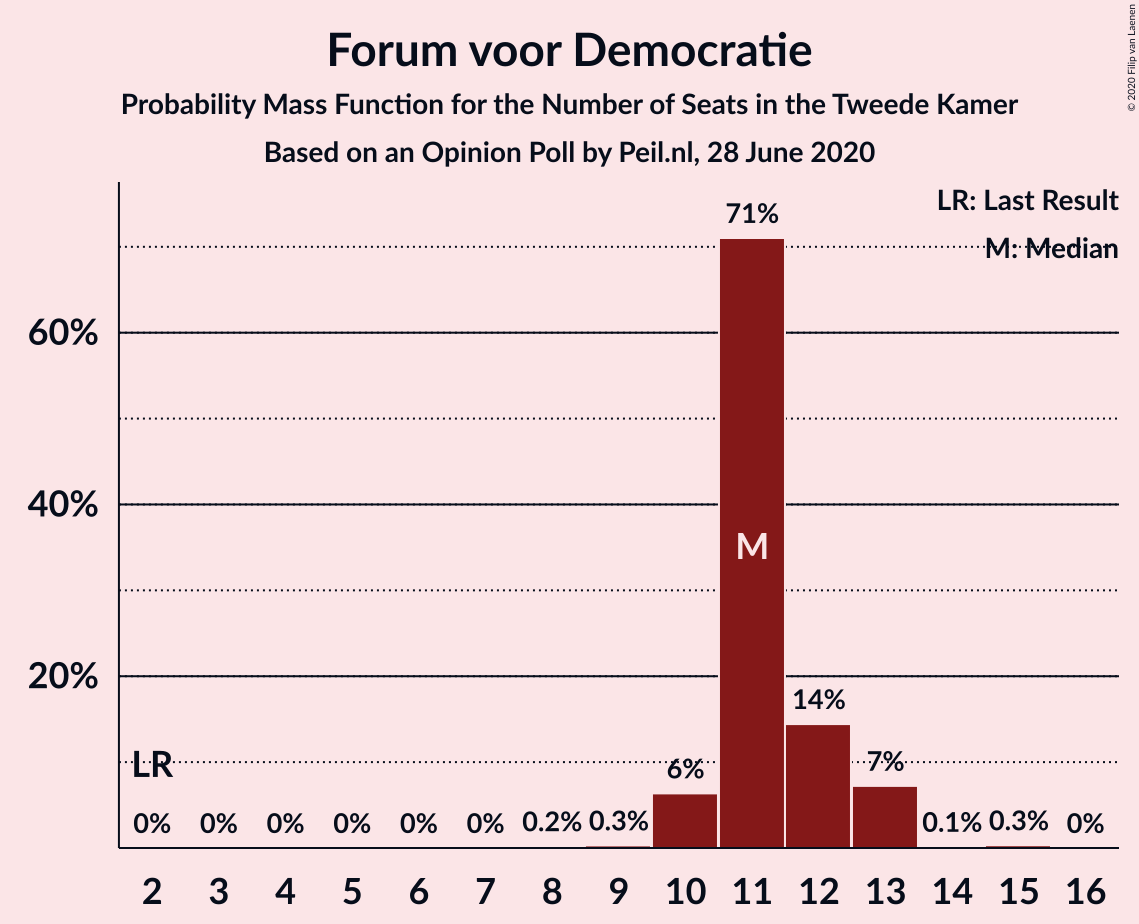 Forum voor Democratie
Probability Mass Function for the Number of Seats in the Tweede Kamer
Based on an Opinion Poll by Peil.nl, 28 June 2020
© 2020 Filip van Laenen
LR: Last Result
M: Median
71%
60%
40%
M
20%
14%
LR
6%
7%
0% 0% 0% 0% 0% 0% 0.2% 0.3% 0.1% 0.3% 0%
2 3 4 5 6 7 8 9 10 11 12 13 14 15 16